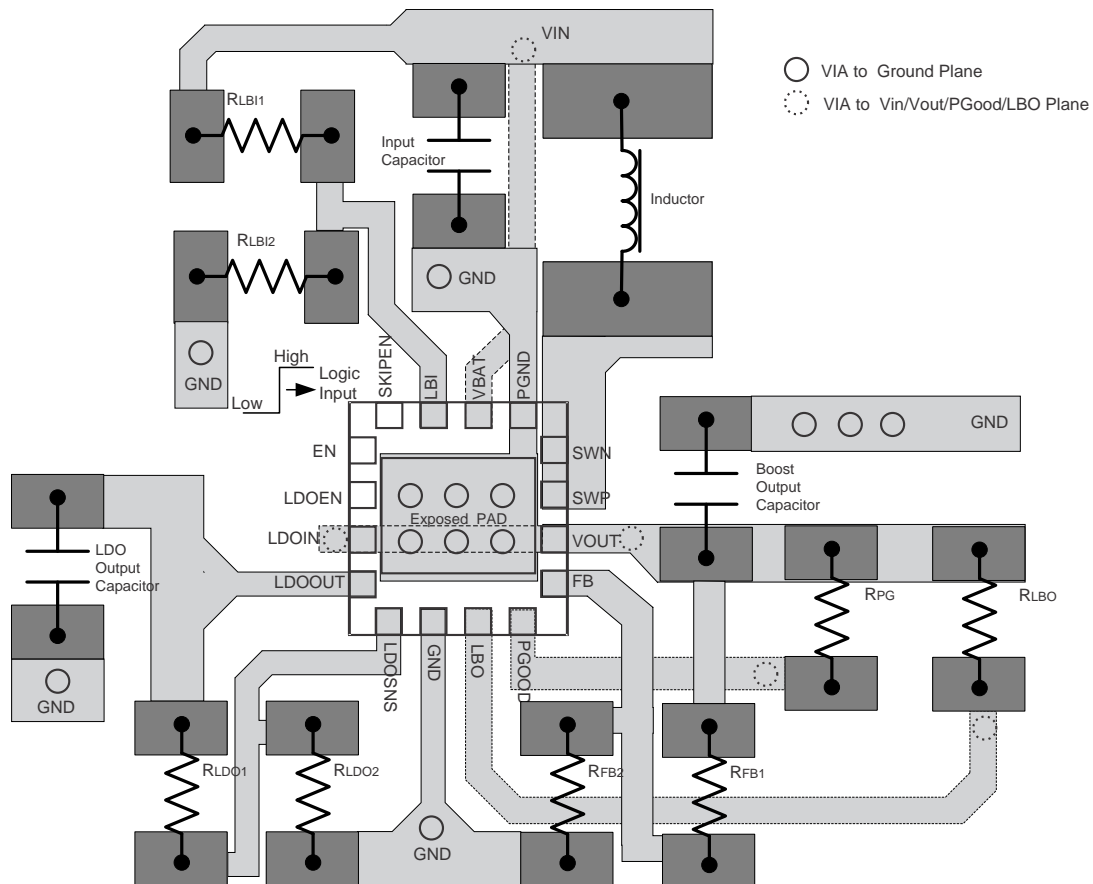 VIN
VIA to Ground Plane
VIA to Vin/Vout/PGood/LBO Plane
RLBI1
Input
Capacitor
Inductor
RLBI2
GND
GND
High
Low
Logic
Input
SKIPEN
LBI
VBAT
PGND
GND
EN
SWN
Boost
Output
Capacitor
LDOEN
SWP
Exposed PAD
LDOIN
VOUT
LDO
Output
Capacitor
LDOOUT
FB
RPG
RLBO
LDOSNS
GND
LBO
PGOOD
GND
RLDO1
RLDO2
RFB2
RFB1
GND